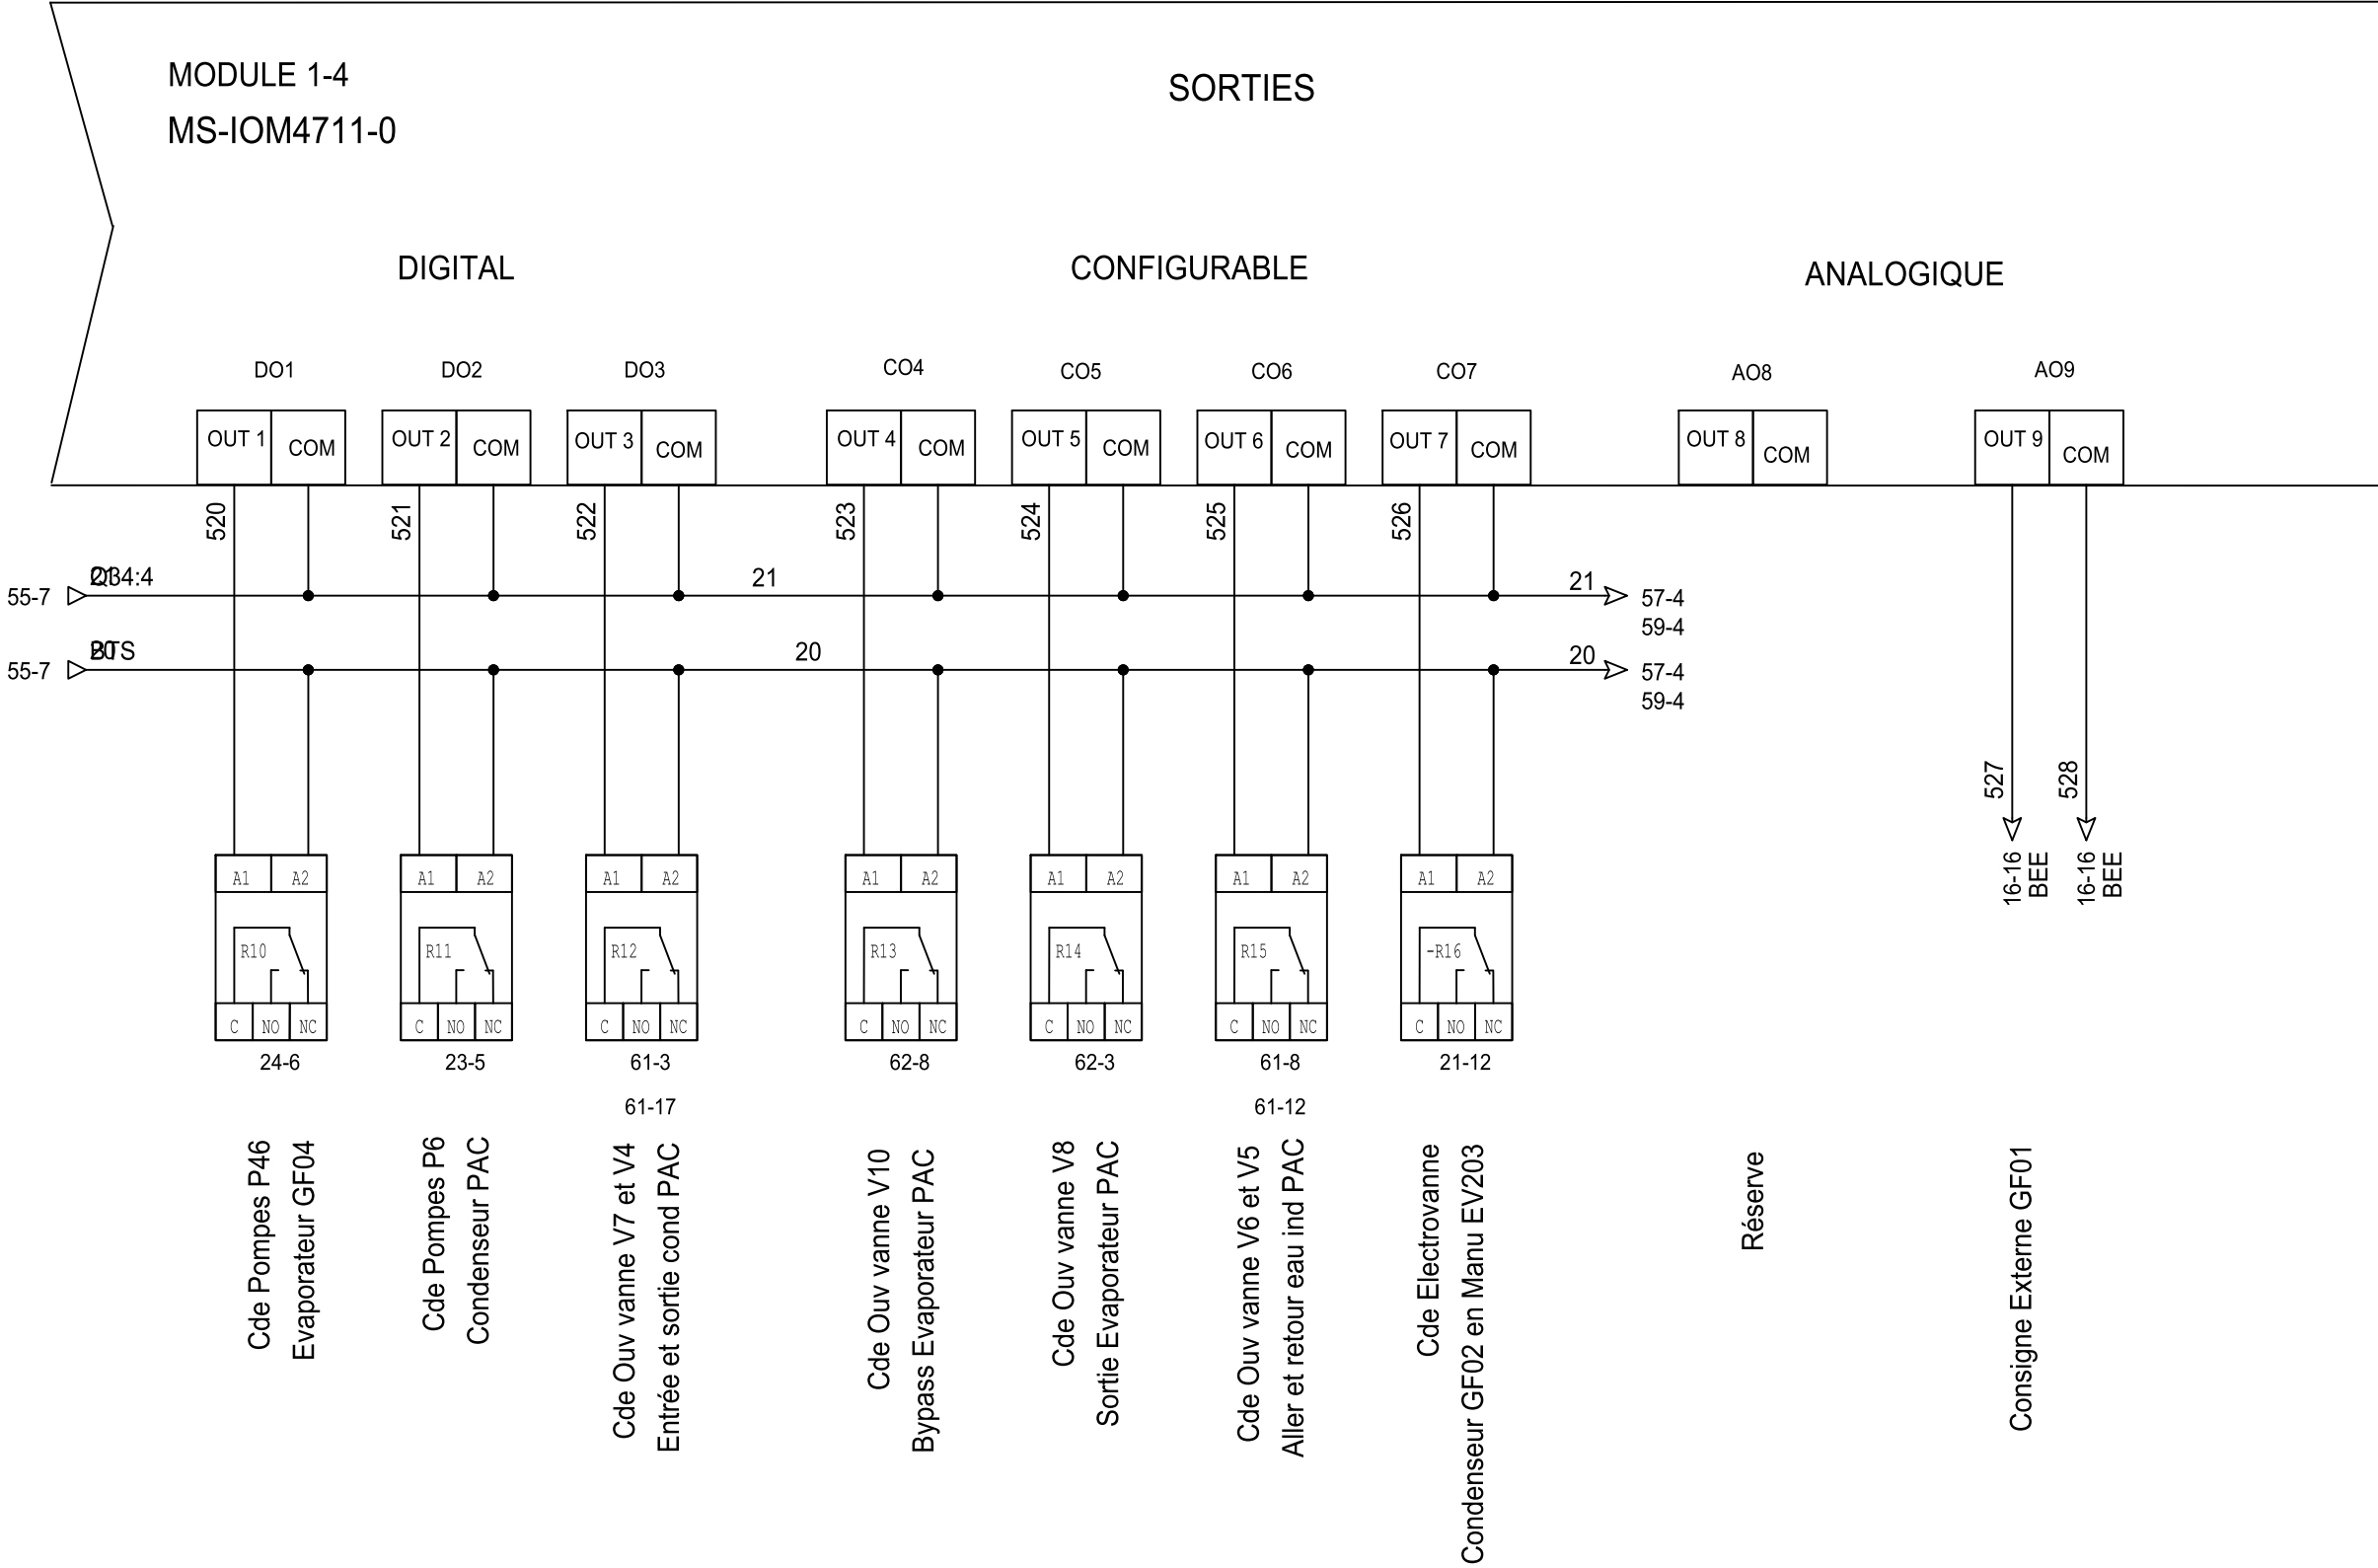 MODULE 1-4
MS-IOM4711-0
SORTIES
DIGITAL
CONFIGURABLE
ANALOGIQUE
DO1 DO2 DO3 CO4 CO5 CO6 CO7 AO8 AO9
OUT 1 COM OUT 2 COM OUT 3 COM OUT 4 COM OUT 5 COM OUT 6 COM OUT 7 COM OUT 8 COM OUT 9 COM
520 521 522 523 524 525 526
55-7 21 Q34:4 21 21 57-4
59-4
55-7 20 BTS 20 20 57-4
59-4
527 528
16-16 16-16
BEE BEE
A1 A2 A1 A2 A1 A2 A1 A2 A1 A2 A1 A2 A1 A2
R10 R11 R12 R13 R14 R15 -R16
C NO NC C NO NC C NO NC C NO NC C NO NC C NO NC C NO NC
24-6 23-5 61-3 62-8 62-3 61-8 21-12
61-17 61-12
Cde Pompes P46
Evaporateur GF04
Cde Pompes P6
Condenseur PAC
Cde Ouv vanne V7 et V4
Entrée et sortie cond PAC
Cde Ouv vanne V10
Bypass Evaporateur PAC
Cde Ouv vanne V8
Sortie Evaporateur PAC
Cde Ouv vanne V6 et V5
Aller et retour eau ind PAC
Cde Electrovanne
Condenseur GF02 en Manu EV203
Réserve
Consigne Externe GF01